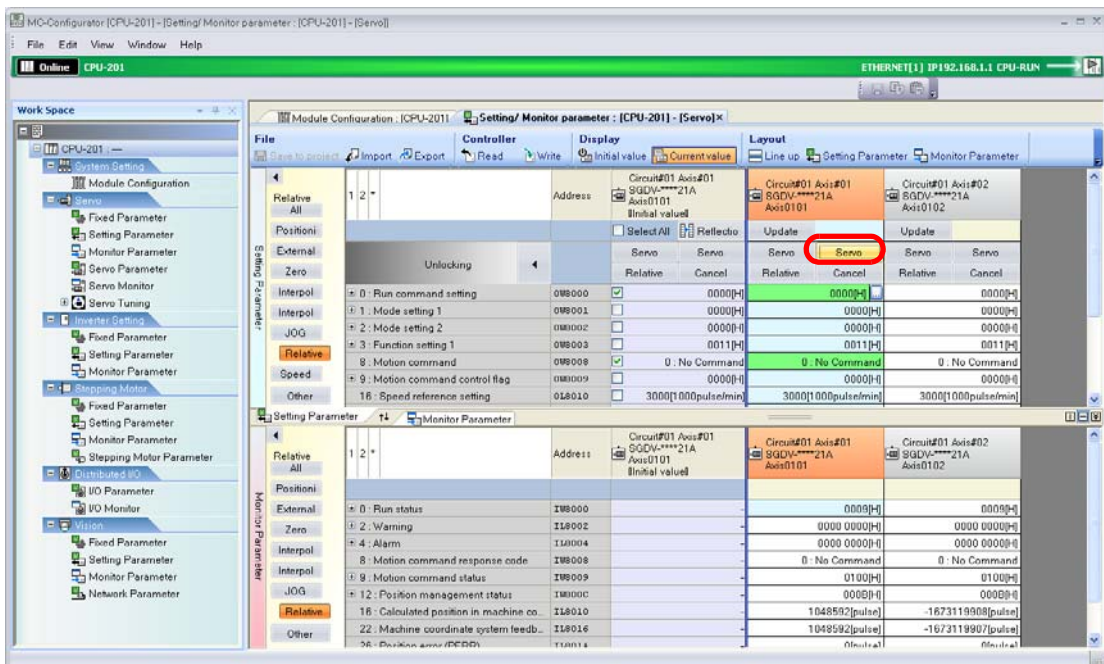 MC-Configurator [CPU-201] - [Setting/ Monitor parameter : [CPU-201] - [Servo]]
File Edit View Window Help
Online CPU-201 ETHERNET[1] IP192.168.1.1 CPU-RUN
Work Space
CPU-201 : —
System Setting
Module Configuration
Servo
Fixed Parameter
Setting Parameter
Monitor Parameter
Servo Parameter
Servo Monitor
Servo Tuning
Inverter Setting
Fixed Parameter
Setting Parameter
Monitor Parameter
Stepping Motor
Fixed Parameter
Setting Parameter
Monitor Parameter
Stepping Motor Parameter
Distributed I/O
I/O Parameter
I/O Monitor
Vision
Fixed Parameter
Setting Parameter
Monitor Parameter
Network Parameter
Module Configuration : [CPU-201] Setting/ Monitor parameter : [CPU-201] - [Servo] ×
File Controller Display Layout
Save to project Import Export Read Write Initial value Current value Line up Setting Parameter Monitor Parameter
Setting Parameter
Relative
All
Positioni
External
Zero
Interpol
Interpol
JOG
Relative
Speed
Other
1 2 * Address
Circuit#01 Axis#01
SGDV-****21A
Axis0101
[Initial value]
Circuit#01 Axis#01
SGDV-****21A
Axis0101
Circuit#01 Axis#02
SGDV-****21A
Axis0102
Select All Reflectio Update Update
Unlocking
Servo Servo Servo Servo Servo Servo
Relative Cancel Relative Cancel Relative Cancel
0 : Run command setting OW8000 0000[H] 0000[H] 0000[H]
1 : Mode setting 1 OW8001 0000[H] 0000[H] 0000[H]
2 : Mode setting 2 OW8002 0000[H] 0000[H] 0000[H]
3 : Function setting 1 OW8003 0011[H] 0011[H] 0011[H]
8 : Motion command OW8008 0 : No Command 0 : No Command 0 : No Command
9 : Motion command control flag OW8009 0000[H] 0000[H] 0000[H]
16 : Speed reference setting OL8010 3000[1000pulse/min] 3000[1000pulse/min] 3000[1000pulse/min]
Setting Parameter Monitor Parameter
Monitor Parameter
Relative
All
Positioni
External
Zero
Interpol
Interpol
JOG
Relative
Other
1 2 * Address
Circuit#01 Axis#01
SGDV-****21A
Axis0101
[Initial value]
Circuit#01 Axis#01
SGDV-****21A
Axis0101
Circuit#01 Axis#02
SGDV-****21A
Axis0102
0 : Run status IW8000 - 0009[H] 0009[H]
2 : Warning IL8002 - 0000 0000[H] 0000 0000[H]
4 : Alarm IL8004 - 0000 0000[H] 0000 0000[H]
8 : Motion command response code IW8008 - 0 : No Command 0 : No Command
9 : Motion command status IW8009 - 0100[H] 0100[H]
12 : Position management status IW800C - 000B[H] 000B[H]
16 : Calculated position in machine co... IL8010 - 1048592[pulse] -1673119908[pulse]
22 : Machine coordinate system feedb... IL8016 - 1048592[pulse] -1673119907[pulse]
26 : Position error (PERR) IL801A 0[pulse] 0[pulse]